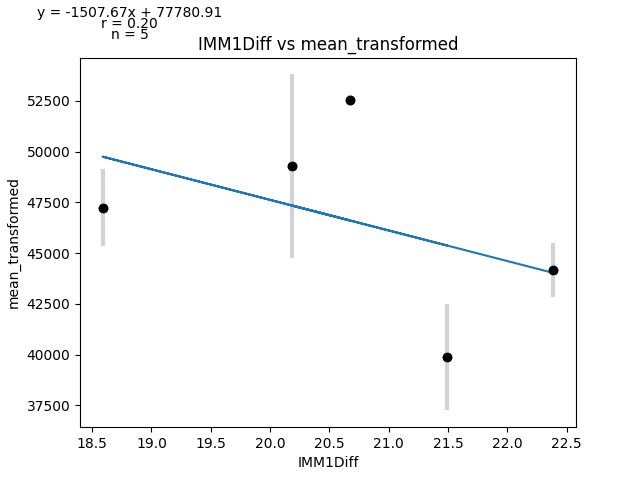 y = -1507.67x + 77780.91
r = 0.20
n = 5
IMM1Diff vs mean_transformed
mean_transformed
52500
50000
47500
45000
42500
40000
37500
18.5 19.0 19.5 20.0 20.5 21.0 21.5 22.0 22.5
IMM1Diff